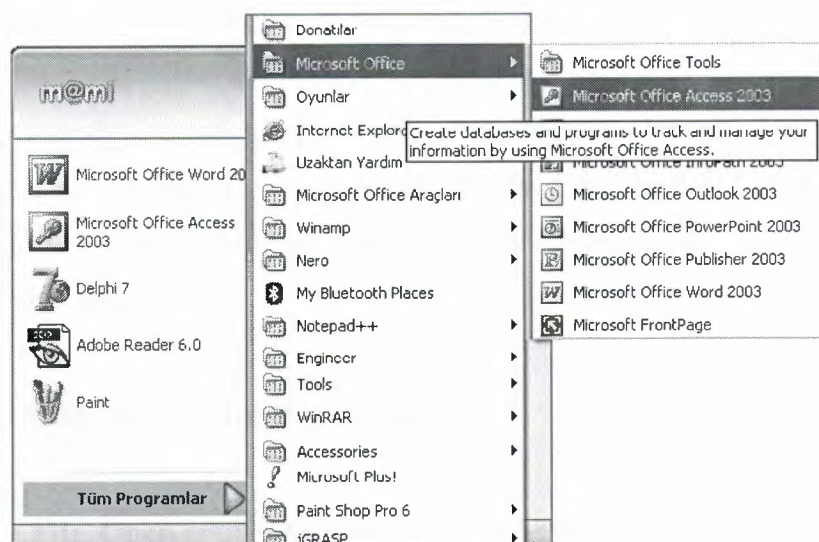 m@mi
Microsoft Office Word 20
Microsoft Office Access
2003
Delphi 7
Adobe Reader 6.0
Paint
Tüm Programlar
Donatılar
Microsoft Office
Oyunlar
Internet Explor
Uzaktan Yardım
Microsoft Office Araçları
Winamp
Nero
My Bluetooth Places
Notepad++
Engineer
Tools
WinRAR
Accessories
Microsoft Plus!
Paint Shop Pro 6
jGRASP
Microsoft Office Tools
Microsoft Office Access 2003
Create databases and programs to track and manage your
information by using Microsoft Office Access.
Microsoft Office InfoPath 2003
Microsoft Office Outlook 2003
Microsoft Office PowerPoint 2003
Microsoft Office Publisher 2003
Microsoft Office Word 2003
Microsoft FrontPage